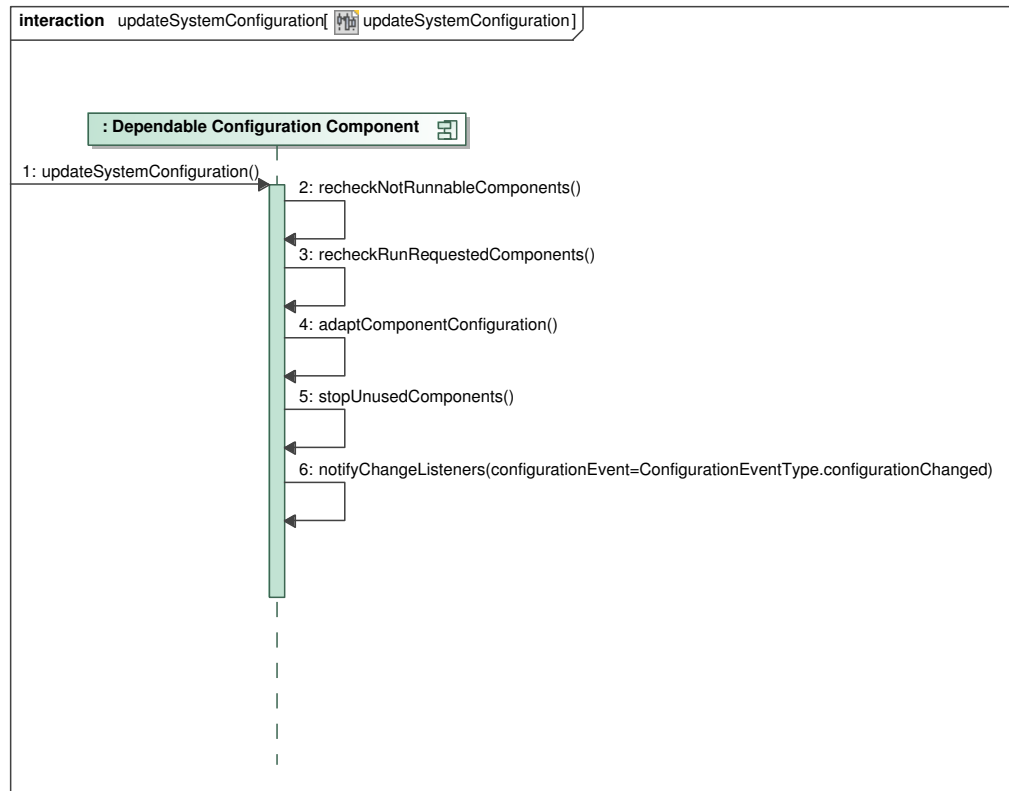 interaction updateSystemConfiguration[ updateSystemConfiguration]
: Dependable Configuration Component
1: updateSystemConfiguration()
2: recheckNotRunnableComponents()
3: recheckRunRequestedComponents()
4: adaptComponentConfiguration()
5: stopUnusedComponents()
6: notifyChangeListeners(configurationEvent=ConfigurationEventType.configurationChanged)